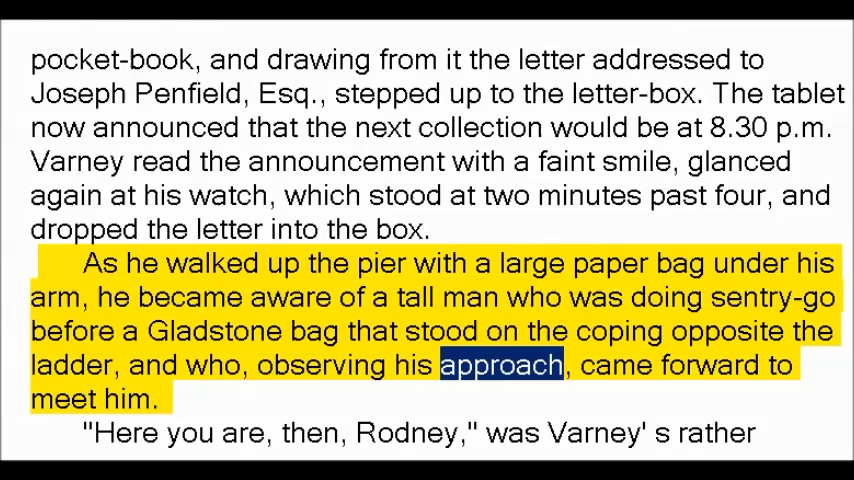 pocket-book, and drawing from it the letter addressed to
Joseph Penfield, Esq., stepped up to the letter-box. The tablet
now announced that the next collection would be at 8.30 p.m.
Varney read the announcement with a faint smile, glanced
again at his watch, which stood at two minutes past four, and
dropped the letter into the box.
As he walked up the pier with a large paper bag under his
arm, he became aware of a tall man who was doing sentry-go
before a Gladstone bag that stood on the coping opposite the
ladder, and who, observing his approach, came forward to
meet him.
"Here you are, then, Rodney," was Varney' s rather